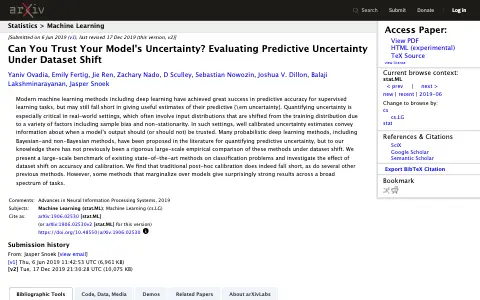 arXiv
Search Submit Donate Log in
Statistics > Machine Learning
[Submitted on 6 Jun 2019 (v1), last revised 17 Dec 2019 (this version, v2)]
Can You Trust Your Model's Uncertainty? Evaluating Predictive Uncertainty
Under Dataset Shift
Yaniv Ovadia, Emily Fertig, Jie Ren, Zachary Nado, D Sculley, Sebastian Nowozin, Joshua V. Dillon, Balaji
Lakshminarayanan, Jasper Snoek
Modern machine learning methods including deep learning have achieved great success in predictive accuracy for supervised
learning tasks, but may still fall short in giving useful estimates of their predictive {\em uncertainty}. Quantifying uncertainty is
especially critical in real-world settings, which often involve input distributions that are shifted from the training distribution
due to a variety of factors including sample bias and non-stationarity. In such settings, well calibrated uncertainty estimates convey
information about when a model's output should (or should not) be trusted. Many probabilistic deep learning methods, including
Bayesian-and non-Bayesian methods, have been proposed in the literature for quantifying predictive uncertainty, but to our
knowledge there has not previously been a rigorous large-scale empirical comparison of these methods under dataset shift. We
present a large-scale benchmark of existing state-of-the-art methods on classification problems and investigate the effect of
dataset shift on accuracy and calibration. We find that traditional post-hoc calibration does indeed fall short, as do several other
previous methods. However, some methods that marginalize over models give surprisingly strong results across a broad
spectrum of tasks.
Comments: Advances in Neural Information Processing Systems, 2019
Subjects: Machine Learning (stat.ML); Machine Learning (cs.LG)
Cite as: arXiv:1906.02530 [stat.ML]
(or arXiv:1906.02530v2 [stat.ML] for this version)
https://doi.org/10.48550/arXiv.1906.02530
Submission history
From: Jasper Snoek [view email]
[v1] Thu, 6 Jun 2019 11:42:53 UTC (6,961 KB)
[v2] Tue, 17 Dec 2019 21:30:28 UTC (10,075 KB)
Bibliographic Tools Code, Data, Media Demos Related Papers About arXivLabs
Access Paper:
View PDF
HTML (experimental)
TeX Source
view license
Current browse context:
stat.ML
< prev | next >
new | recent | 2019-06
Change to browse by:
cs
cs.LG
stat
References & Citations
SciX
Google Scholar
Semantic Scholar
Export BibTeX Citation
Bookmark